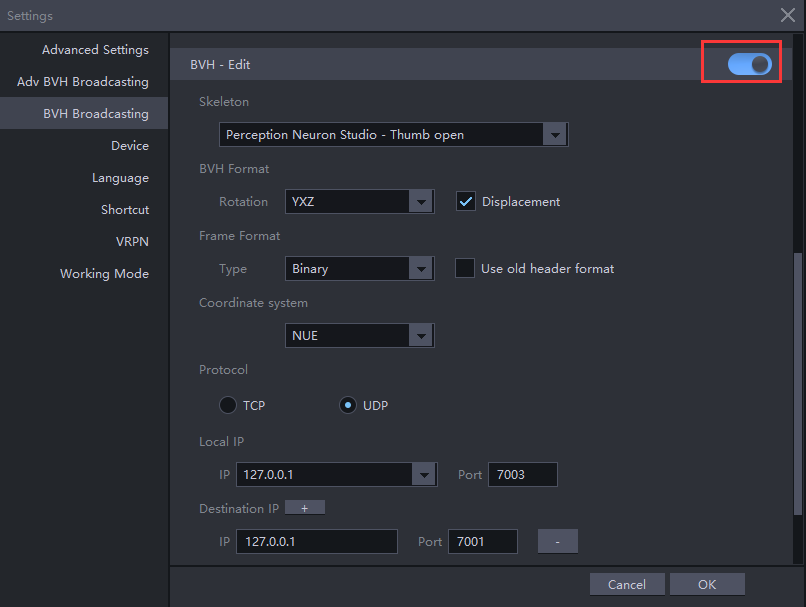 Settings
Advanced Settings
Adv BVH Broadcasting
BVH Broadcasting
Device
Language
Shortcut
VRPN
Working Mode
BVH - Edit
Skeleton
Perception Neuron Studio - Thumb open
BVH Format
Rotation YXZ Displacement
Frame Format
Type Binary Use old header format
Coordinate system
NUE
Protocol
TCP UDP
Local IP
IP 127.0.0.1 Port 7003
Destination IP +
IP 127.0.0.1 Port 7001 -
Cancel OK